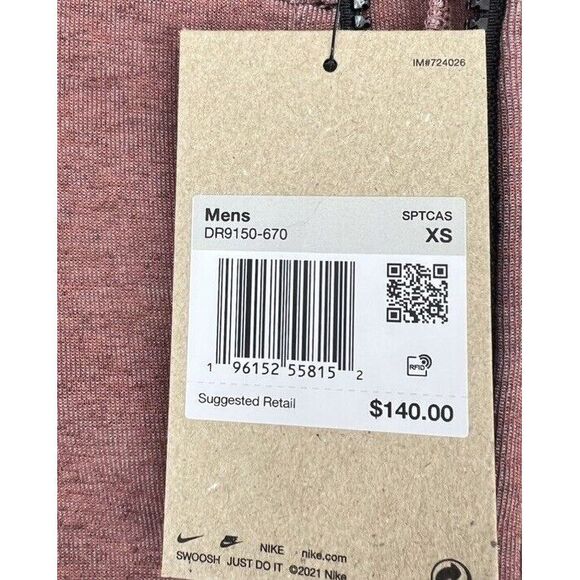 IM#724026
Mens SPTCAS
DR9150-670 XS
1 96152 55815 2
RFID
Suggested Retail $140.00
NIKE nike.com
SWOOSH JUST DO IT ©2021 Nike